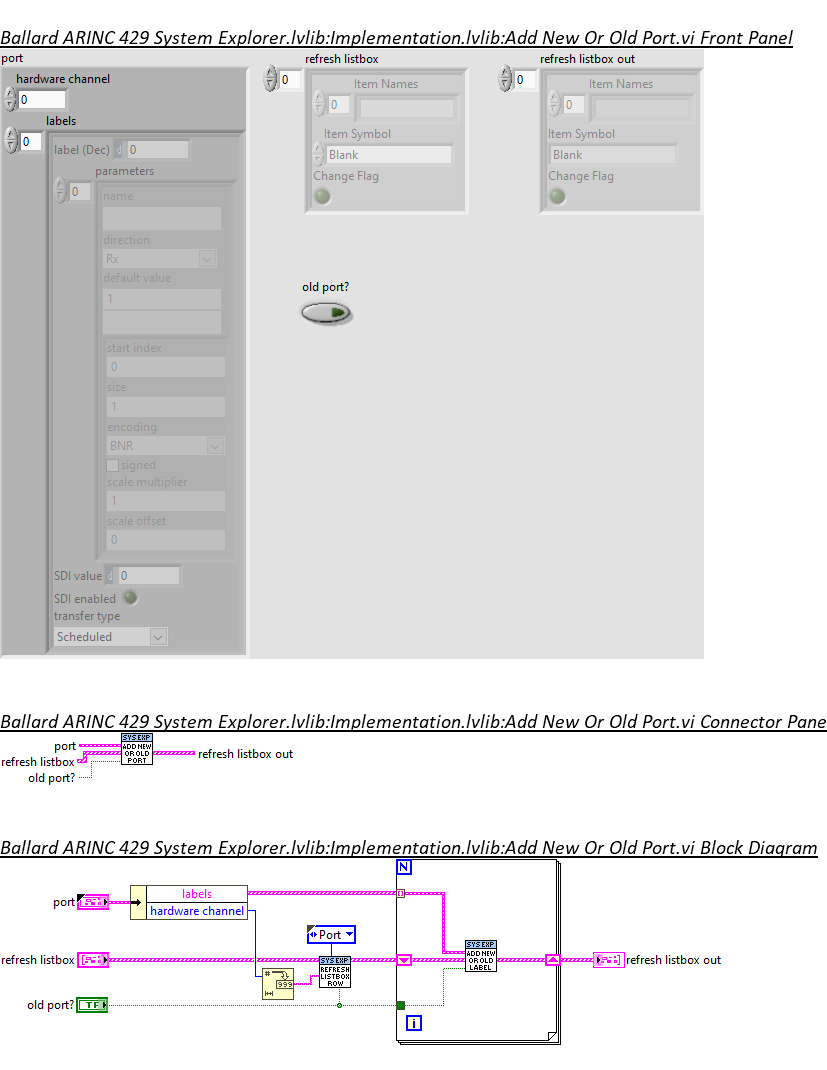 Ballard ARINC 429 System Explorer.lvlib:Implementation.lvlib:Add New Or Old Port.vi Front Panel
port
hardware channel
0
labels
0
label (Dec) d 0
parameters
0
name
direction
Rx
default value
1
start index
0
size
1
encoding
BNR
signed
scale multiplier
1
scale offset
0
SDI value d 0
SDI enabled
transfer type
Scheduled
refresh listbox
0
Item Names
0
Item Symbol
Blank
Change Flag
refresh listbox out
0
Item Names
0
Item Symbol
Blank
Change Flag
old port?
Ballard ARINC 429 System Explorer.lvlib:Implementation.lvlib:Add New Or Old Port.vi Connector Pane
port
refresh listbox
old port?
SYS EXP
ADD NEW
OR OLD
PORT
refresh listbox out
Ballard ARINC 429 System Explorer.lvlib:Implementation.lvlib:Add New Or Old Port.vi Block Diagram
N
port
labels
hardware channel
Port
refresh listbox
SYS EXP
REFRESH
LISTBOX
ROW
SYS EXP
ADD NEW
OR OLD
LABEL
refresh listbox out
#
999
old port?
TF
i